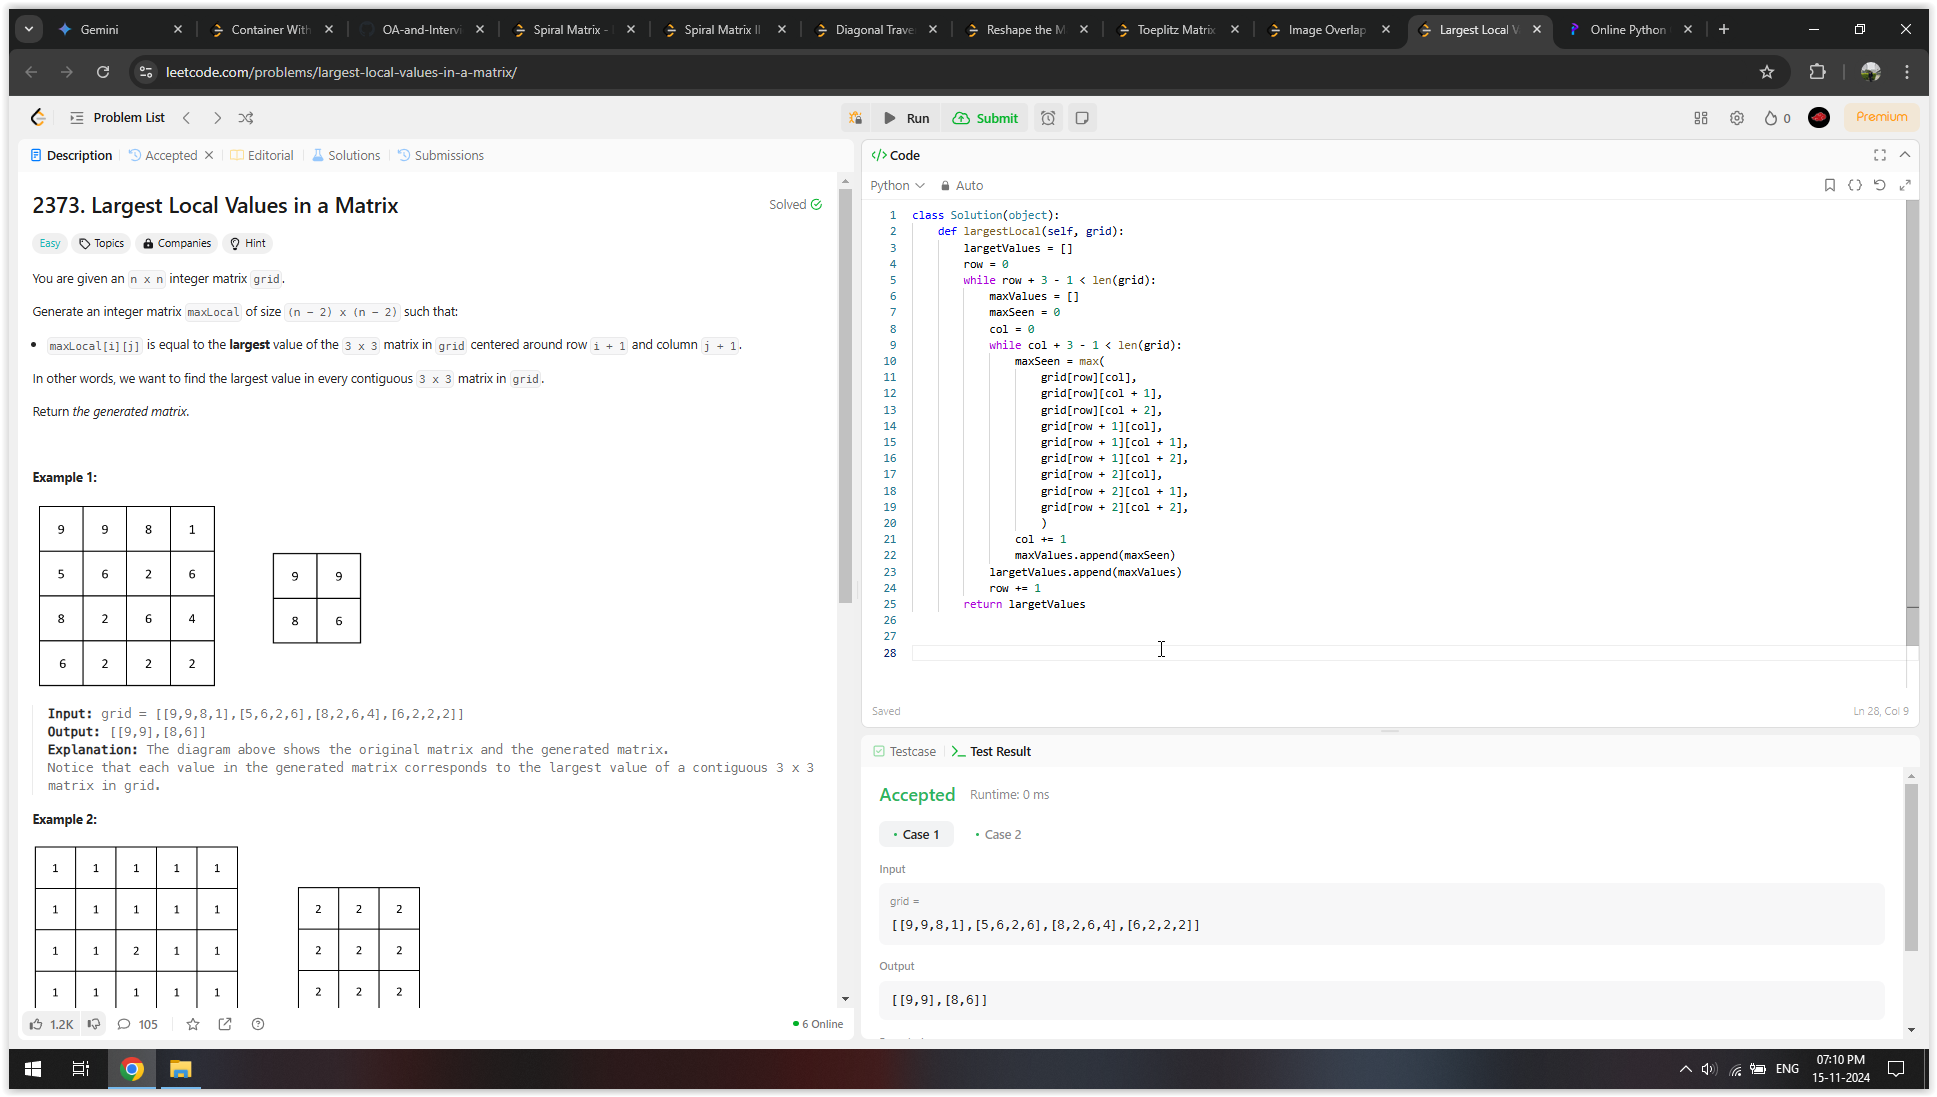 Gemini
Container With
OA-and-Intervi
Spiral Matrix -
Spiral Matrix II
Diagonal Trave
Reshape the M
Toeplitz Matrix
Image Overlap
Largest Local V
Online Python
leetcode.com/problems/largest-local-values-in-a-matrix/
Problem List
Run
Submit
0
Premium
Description
Accepted
Editorial
Solutions
Submissions
2373. Largest Local Values in a Matrix
Solved
Easy
Topics
Companies
Hint
You are given an n x n integer matrix grid.
Generate an integer matrix maxLocal of size (n - 2) x (n - 2) such that:
• maxLocal[i][j] is equal to the largest value of the 3 x 3 matrix in grid centered around row i + 1 and column j + 1.
In other words, we want to find the largest value in every contiguous 3 x 3 matrix in grid.
Return the generated matrix.
Example 1:
9 9 8 1
5 6 2 6
8 2 6 4
6 2 2 2
9 9
8 6
Input: grid = [[9,9,8,1],[5,6,2,6],[8,2,6,4],[6,2,2,2]]
Output: [[9,9],[8,6]]
Explanation: The diagram above shows the original matrix and the generated matrix.
Notice that each value in the generated matrix corresponds to the largest value of a contiguous 3 x 3
matrix in grid.
Example 2:
1 1 1 1 1
1 1 1 1 1
1 1 2 1 1
1 1 1 1 1
2 2 2
2 2 2
2 2 2
1.2K
105
6 Online
Code
Python
Auto
1 class Solution(object):
2 def largestLocal(self, grid):
3 largetValues = []
4 row = 0
5 while row + 3 - 1 < len(grid):
6 maxValues = []
7 maxSeen = 0
8 col = 0
9 while col + 3 - 1 < len(grid):
10 maxSeen = max(
11 grid[row][col],
12 grid[row][col + 1],
13 grid[row][col + 2],
14 grid[row + 1][col],
15 grid[row + 1][col + 1],
16 grid[row + 1][col + 2],
17 grid[row + 2][col],
18 grid[row + 2][col + 1],
19 grid[row + 2][col + 2],
20 )
21 col += 1
22 maxValues.append(maxSeen)
23 largetValues.append(maxValues)
24 row += 1
25 return largetValues
26
27
28
Saved
Ln 28, Col 9
Testcase
Test Result
Accepted
Runtime: 0 ms
• Case 1
• Case 2
Input
grid =
[[9,9,8,1],[5,6,2,6],[8,2,6,4],[6,2,2,2]]
Output
[[9,9],[8,6]]
ENG
07:10 PM
15-11-2024